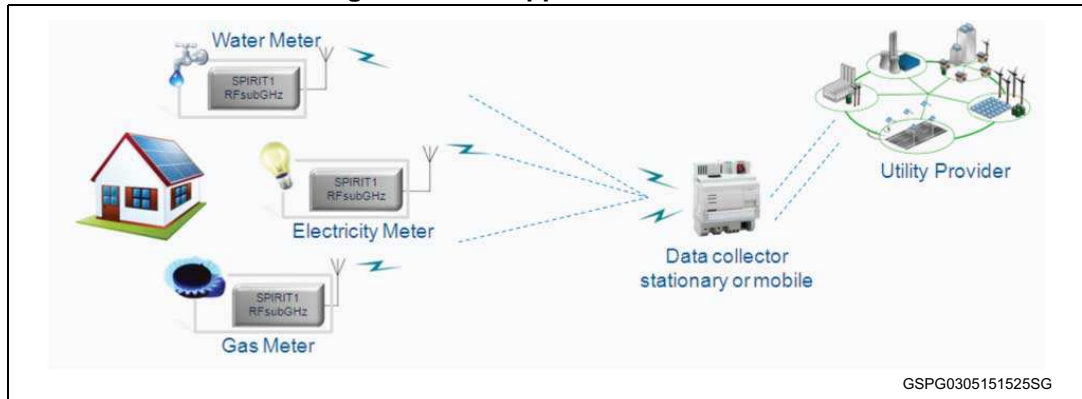 Water Meter
SPIRIT1
RFsubGHz
SPIRIT1
RFsubGHz
Electricity Meter
SPIRIT1
RFsubGHz
Gas Meter
Data collector
stationary or mobile
Utility Provider
GSPG0305151525SG